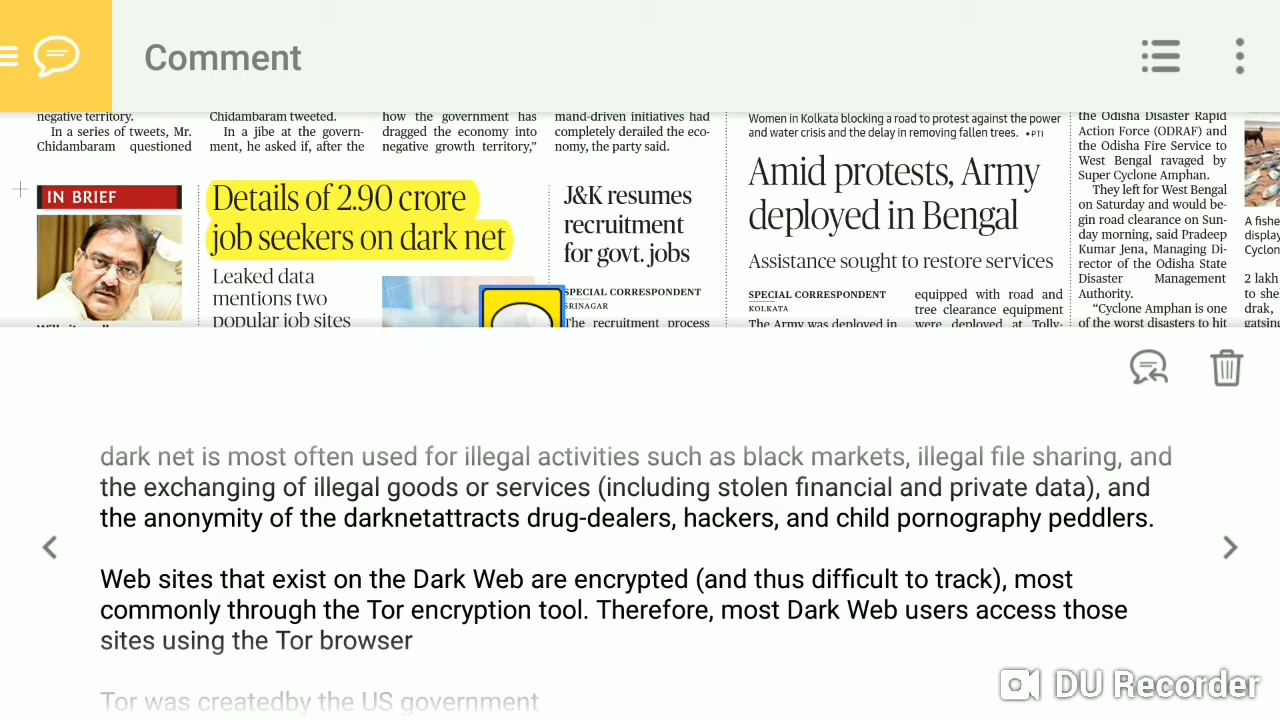 Comment
negative territory.
In a series of tweets, Mr.
Chidambaram questioned
Chidambaram tweeted.
In a jibe at the govern-
ment, he asked if, after the
how the government has
dragged the economy into
negative growth territory,”
mand-driven initiatives had
completely derailed the eco-
nomy, the party said.
IN BRIEF
Details of 2.90 crore
job seekers on dark net
Leaked data
mentions two
popular job sites
J&K resumes
recruitment
for govt. jobs
SPECIAL CORRESPONDENT
SRINAGAR
The recruitment process
Women in Kolkata blocking a road to protest against the power
and water crisis and the delay in removing fallen trees. ▪PTI
Amid protests, Army
deployed in Bengal
Assistance sought to restore services
SPECIAL CORRESPONDENT
KOLKATA
The Army was deployed in
equipped with road and
tree clearance equipment
were deployed at Tolly-
the Odisha Disaster Rapid
Action Force (ODRAF) and
the Odisha Fire Service to
West Bengal ravaged by
Super Cyclone Amphan.
They left for West Bengal
on Saturday and would be-
gin road clearance on Sun-
day morning, said Pradeep
Kumar Jena, Managing Di-
rector of the Odisha State
Disaster Management
Authority.
“Cyclone Amphan is one
of the worst disasters to hit
A fishe
display
Cyclon
2 lakh
to she
drak,
gatsing
dark net is most often used for illegal activities such as black markets, illegal file sharing, and
the exchanging of illegal goods or services (including stolen financial and private data), and
the anonymity of the darknetattracts drug-dealers, hackers, and child pornography peddlers.
Web sites that exist on the Dark Web are encrypted (and thus difficult to track), most
commonly through the Tor encryption tool. Therefore, most Dark Web users access those
sites using the Tor browser
Tor was createdby the US government
DU Recorder